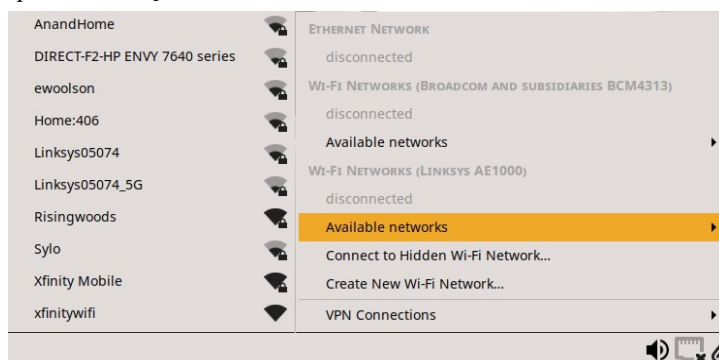 AnandHome
DIRECT-F2-HP ENVY 7640 series
ewoolson
Home:406
Linksys05074
Linksys05074_5G
Risingwoods
Sylo
Xfinity Mobile
xfinitywifi
Ethernet Network
disconnected
Wi-Fi Networks (Broadcom and subsidiaries BCM4313)
disconnected
Available networks
Wi-Fi Networks (Linksys AE1000)
disconnected
Available networks
Connect to Hidden Wi-Fi Network...
Create New Wi-Fi Network...
VPN Connections